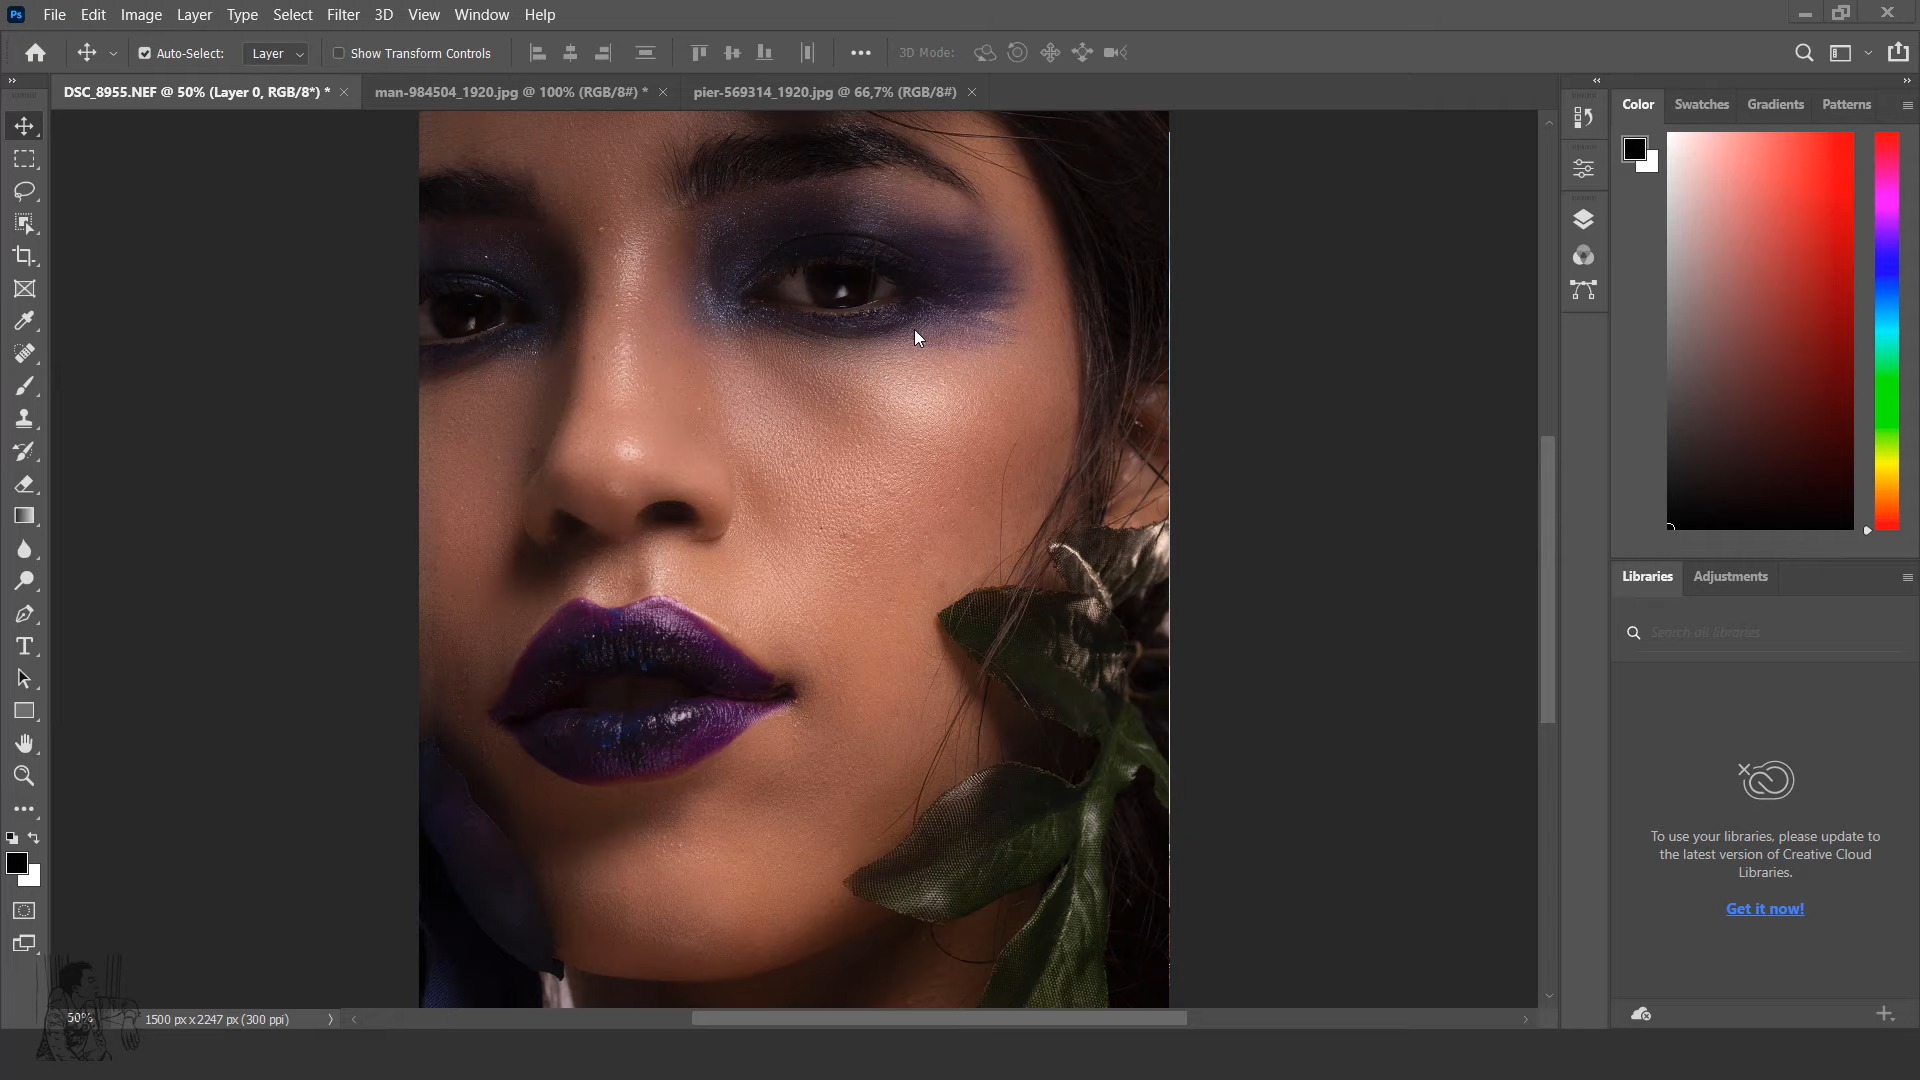 Ps File Edit Image Layer Type Select Filter 3D View Window Help
Auto-Select: Layer Show Transform Controls 3D Mode:
DSC_8955.NEF @ 50% (Layer 0, RGB/8*) * man-984504_1920.jpg @ 100% (RGB/8#) * pier-569314_1920.jpg @ 66,7% (RGB/8#)
Color Swatches Gradients Patterns
Libraries Adjustments
Search all libraries
To use your libraries, please update to
the latest version of Creative Cloud
Libraries.
Get it now!
50% 1500 px x 2247 px (300 ppi)